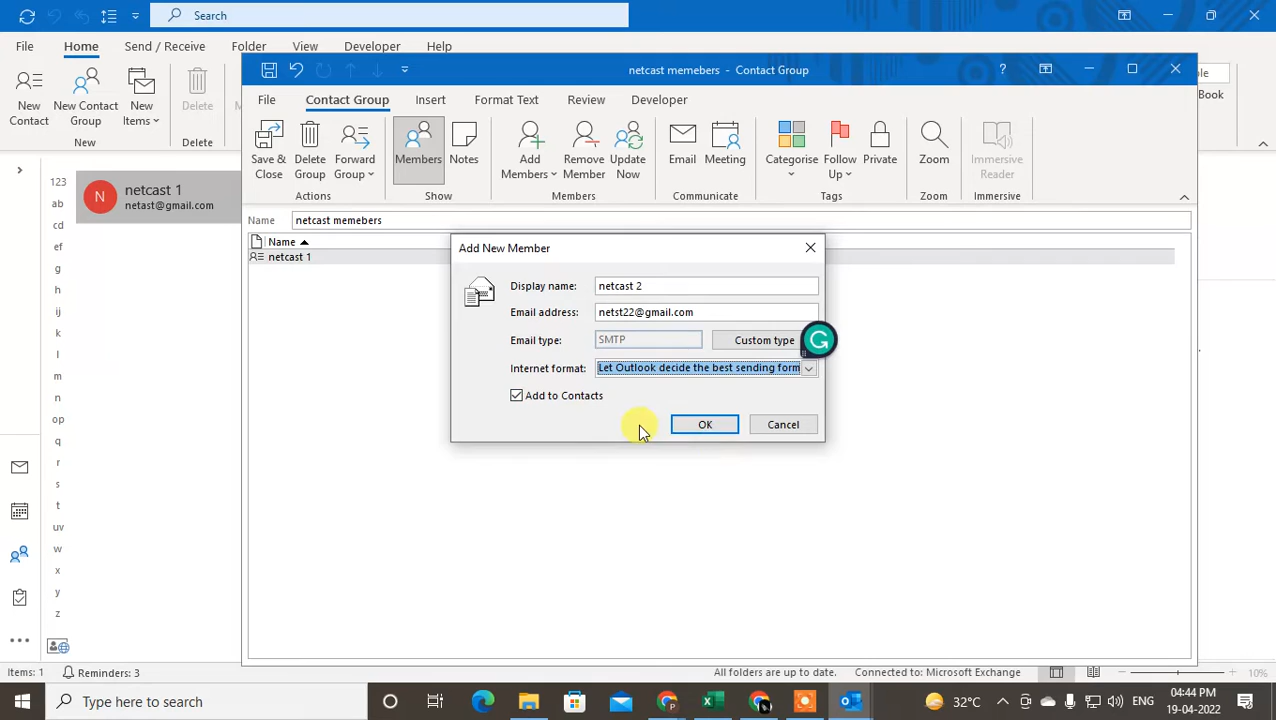 Search
File Home Send / Receive Folder View Developer Help
netcast memebers - Contact Group
File Contact Group Insert Format Text Review Developer
New Contact
New Contact Group
New Items
Delete
Delete
New
Book
Save & Close
Delete Group
Forward Group
Members
Notes
Add Members
Remove Member
Update Now
Email
Meeting
Categorise
Follow Up
Private
Zoom
Immersive Reader
Actions Show Members Communicate Tags Zoom Immersive
N
netcast 1
netast@gmail.com
123
ab
cd
ef
g
h
ij
kl
m
n
op
q
r
s
t
uv
w
x
y
z
Name netcast memebers
Name
netcast 1
Add New Member
Display name: netcast 2
Email address: netst22@gmail.com
Email type: SMTP Custom type
Internet format: Let Outlook decide the best sending form
Add to Contacts
OK Cancel
Items: 1 Reminders: 3 All folders are up to date. Connected to: Microsoft Exchange 10%
Type here to search
32°C ENG 04:44 PM
19-04-2022